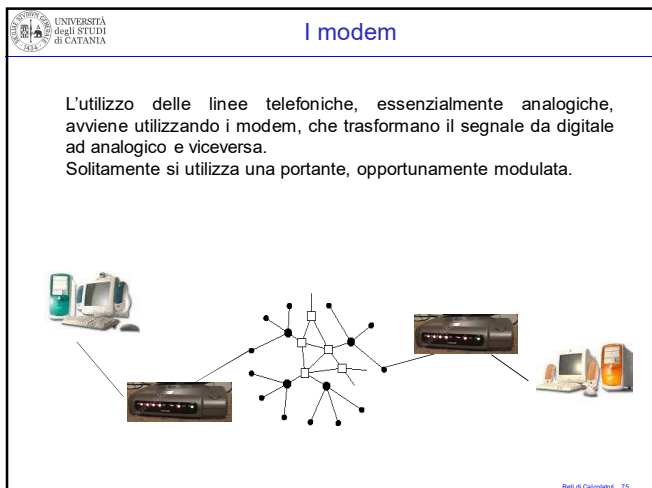 UNIVERSITÀ
degli STUDI
di CATANIA
I modem
L'utilizzo delle linee telefoniche, essenzialmente analogiche,
avviene utilizzando i modem, che trasformano il segnale da digitale
ad analogico e viceversa.
Solitamente si utilizza una portante, opportunamente modulata.
Reti di Calcolatori 75